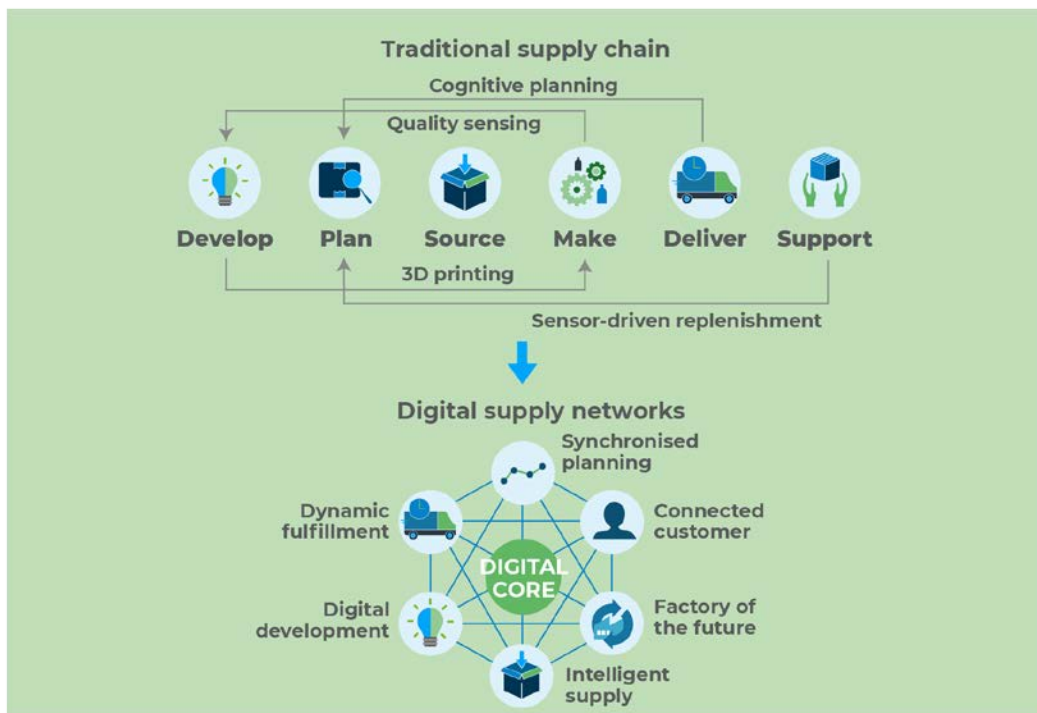 Traditional supply chain
Cognitive planning
Quality sensing
Develop
Plan
Source
Make
Deliver
Support
3D printing
Sensor-driven replenishment
Digital supply networks
Synchronised
planning
Dynamic
fulfillment
Connected
customer
DIGITAL
CORE
Digital
development
Factory of
the future
Intelligent
supply